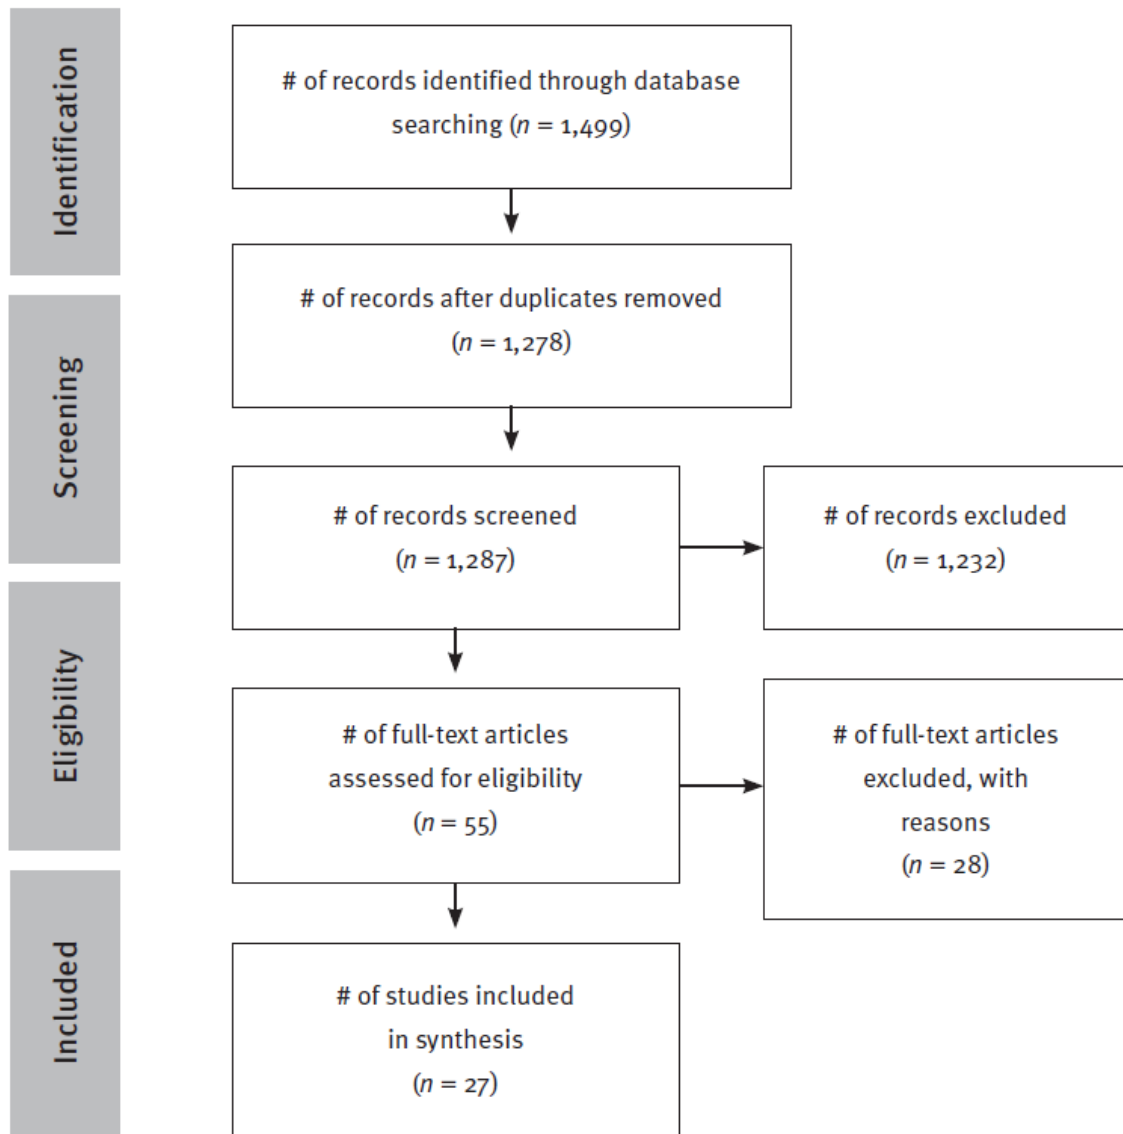 Identification
# of records identified through database
searching (n = 1,499)
# of records after duplicates removed
(n = 1,278)
Screening
# of records screened
(n = 1,287)
# of records excluded
(n = 1,232)
Eligibility
# of full-text articles
assessed for eligibility
(n = 55)
# of full-text articles
excluded, with
reasons
(n = 28)
Included
# of studies included
in synthesis
(n = 27)